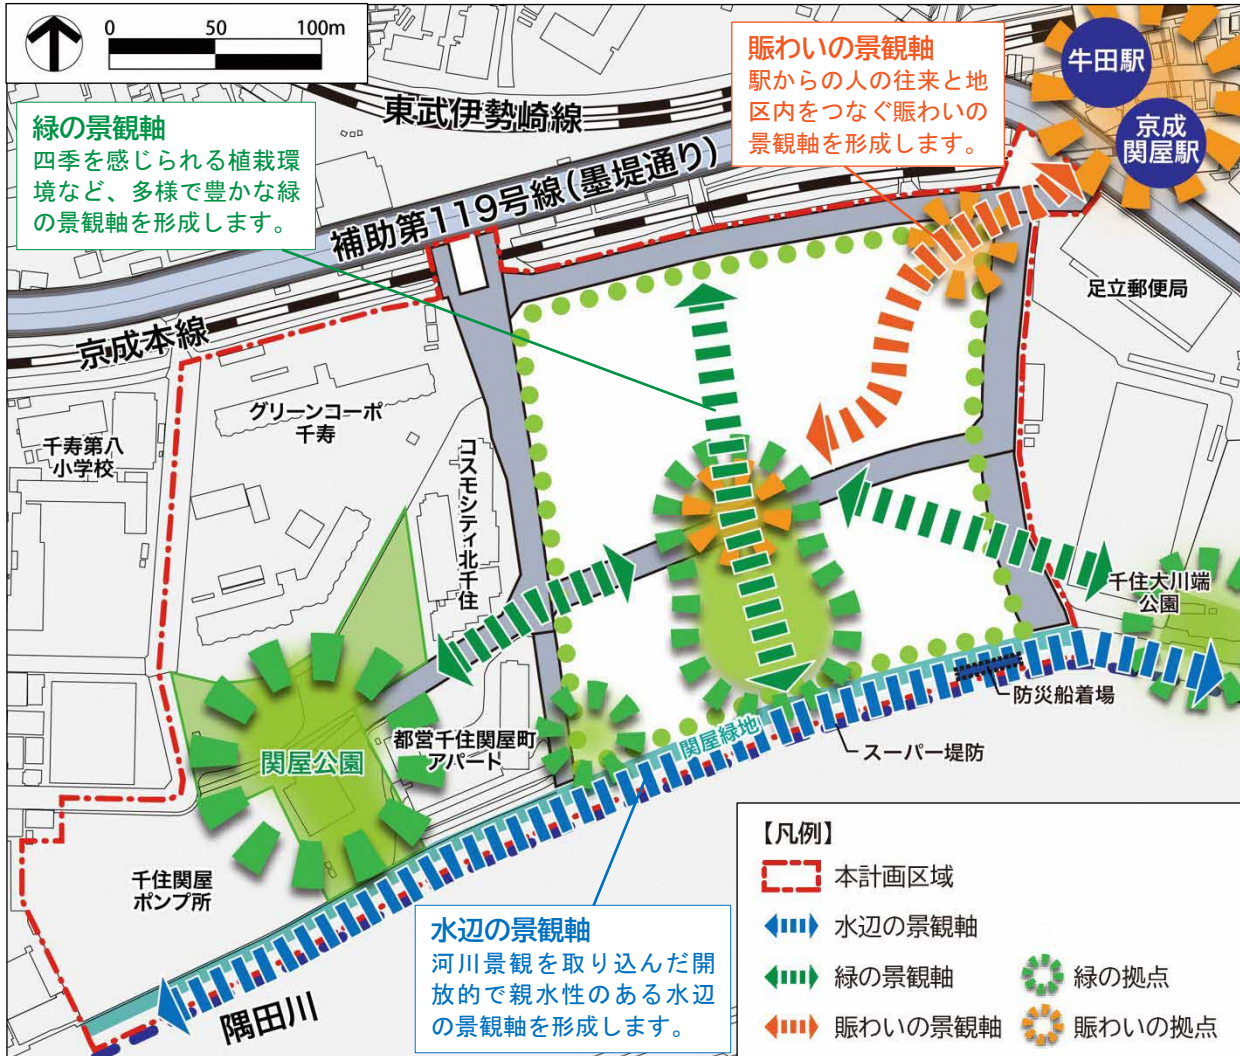 0 50 100m
賑わいの景観軸
駅からの人の往来と地
区内をつなぐ賑わいの
景観軸を形成します。
牛田駅
京成
関屋駅
緑の景観軸
四季を感じられる植栽環
境など、多様で豊かな緑
の景観軸を形成します。
東武伊勢崎線
補助第119号線(墨堤通り)
京成本線
足立郵便局
グリーンコーポ
千寿
千寿第八
小学校
コスモシティ北千住
千住大川端
公園
防災船着場
スーパー堤防
関屋緑地
関屋公園
都営千住関屋町
アパート
千住関屋
ポンプ所
水辺の景観軸
河川景観を取り込んだ開
放的で親水性のある水辺
の景観軸を形成します。
隅田川
【凡例】
本計画区域
水辺の景観軸
緑の景観軸
緑の拠点
賑わいの景観軸
賑わいの拠点